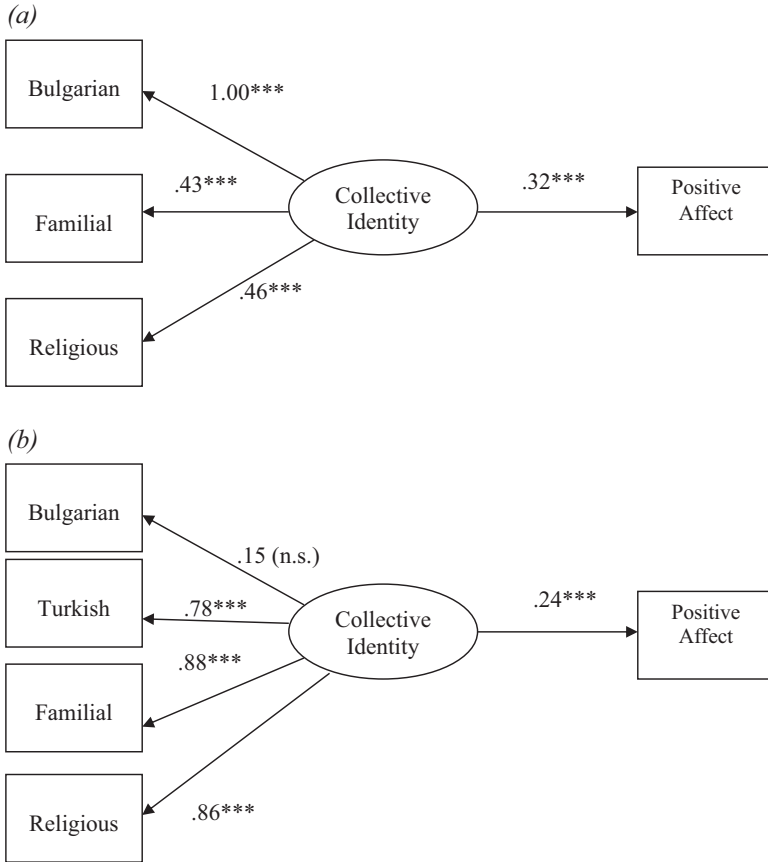 (a)
Bulgarian
1.00***
.43***
.32***
Collective
Identity
Positive
Affect
Familial
.46***
Religious
(b)
Bulgarian
.15 (n.s.)
Turkish
.78***
.24***
Collective
Identity
Positive
Affect
.88***
Familial
.86***
Religious